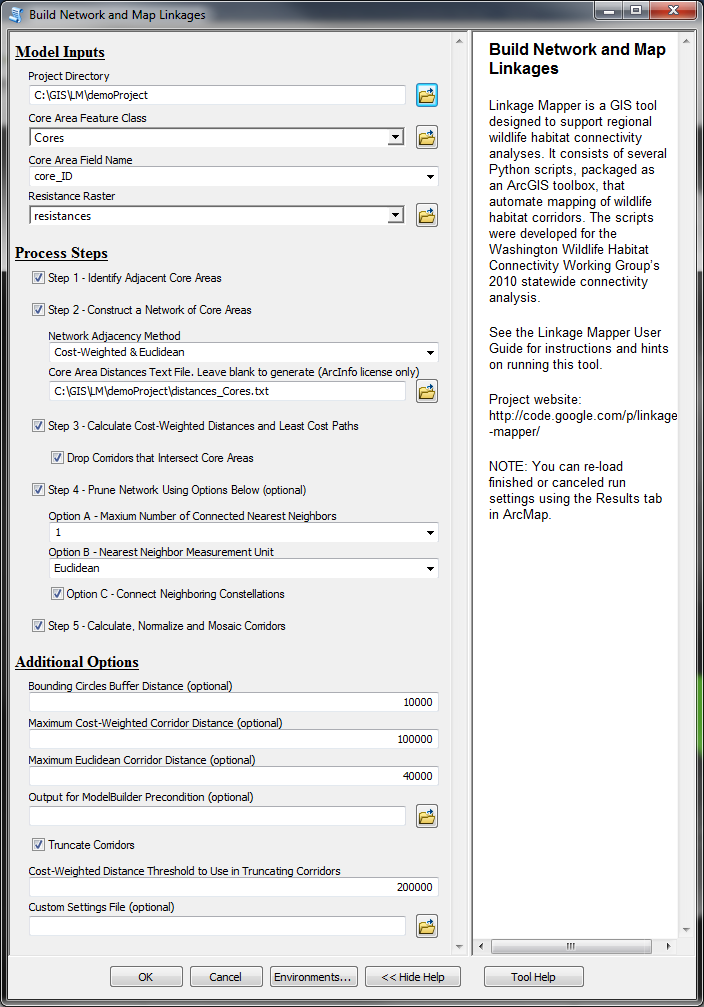 Build Network and Map Linkages
Model Inputs
Project Directory
C:\GIS\LM\demoProject
Core Area Feature Class
Cores
Core Area Field Name
core_ID
Resistance Raster
resistances
Process Steps
Step 1 - Identify Adjacent Core Areas
Step 2 - Construct a Network of Core Areas
Network Adjacency Method
Cost-Weighted & Euclidean
Core Area Distances Text File. Leave blank to generate (ArcInfo license only)
C:\GIS\LM\demoProject\distances_Cores.txt
Step 3 - Calculate Cost-Weighted Distances and Least Cost Paths
Drop Corridors that Intersect Core Areas
Step 4 - Prune Network Using Options Below (optional)
Option A - Maxium Number of Connected Nearest Neighbors
1
Option B - Nearest Neighbor Measurement Unit
Euclidean
Option C - Connect Neighboring Constellations
Step 5 - Calculate, Normalize and Mosaic Corridors
Additional Options
Bounding Circles Buffer Distance (optional)
10000
Maximum Cost-Weighted Corridor Distance (optional)
100000
Maximum Euclidean Corridor Distance (optional)
40000
Output for ModelBuilder Precondition (optional)
Truncate Corridors
Cost-Weighted Distance Threshold to Use in Truncating Corridors
200000
Custom Settings File (optional)
Build Network and Map
Linkages
Linkage Mapper is a GIS tool
designed to support regional
wildlife habitat connectivity
analyses. It consists of several
Python scripts, packaged as
an ArcGIS toolbox, that
automate mapping of wildlife
habitat corridors. The scripts
were developed for the
Washington Wildlife Habitat
Connectivity Working Group's
2010 statewide connectivity
analysis.
See the Linkage Mapper User
Guide for instructions and hints
on running this tool.
Project website:
http://code.google.com/p/linkage
-mapper/
NOTE: You can re-load
finished or canceled run
settings using the Results tab
in ArcMap.
OK
Cancel
Environments...
<< Hide Help
Tool Help